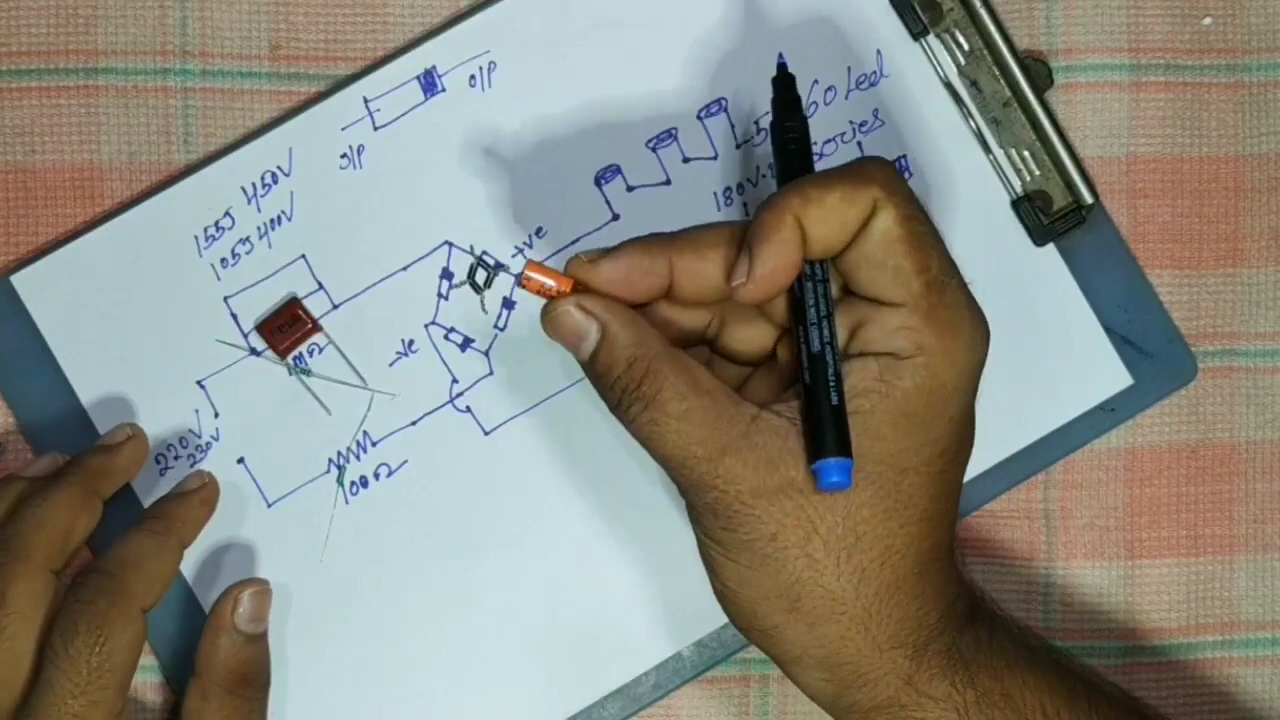 O/P
I/P
155J 450V
105J 400V
60 Led
series
180V
+ve
-ve
1MΩ
220V
230V
100Ω